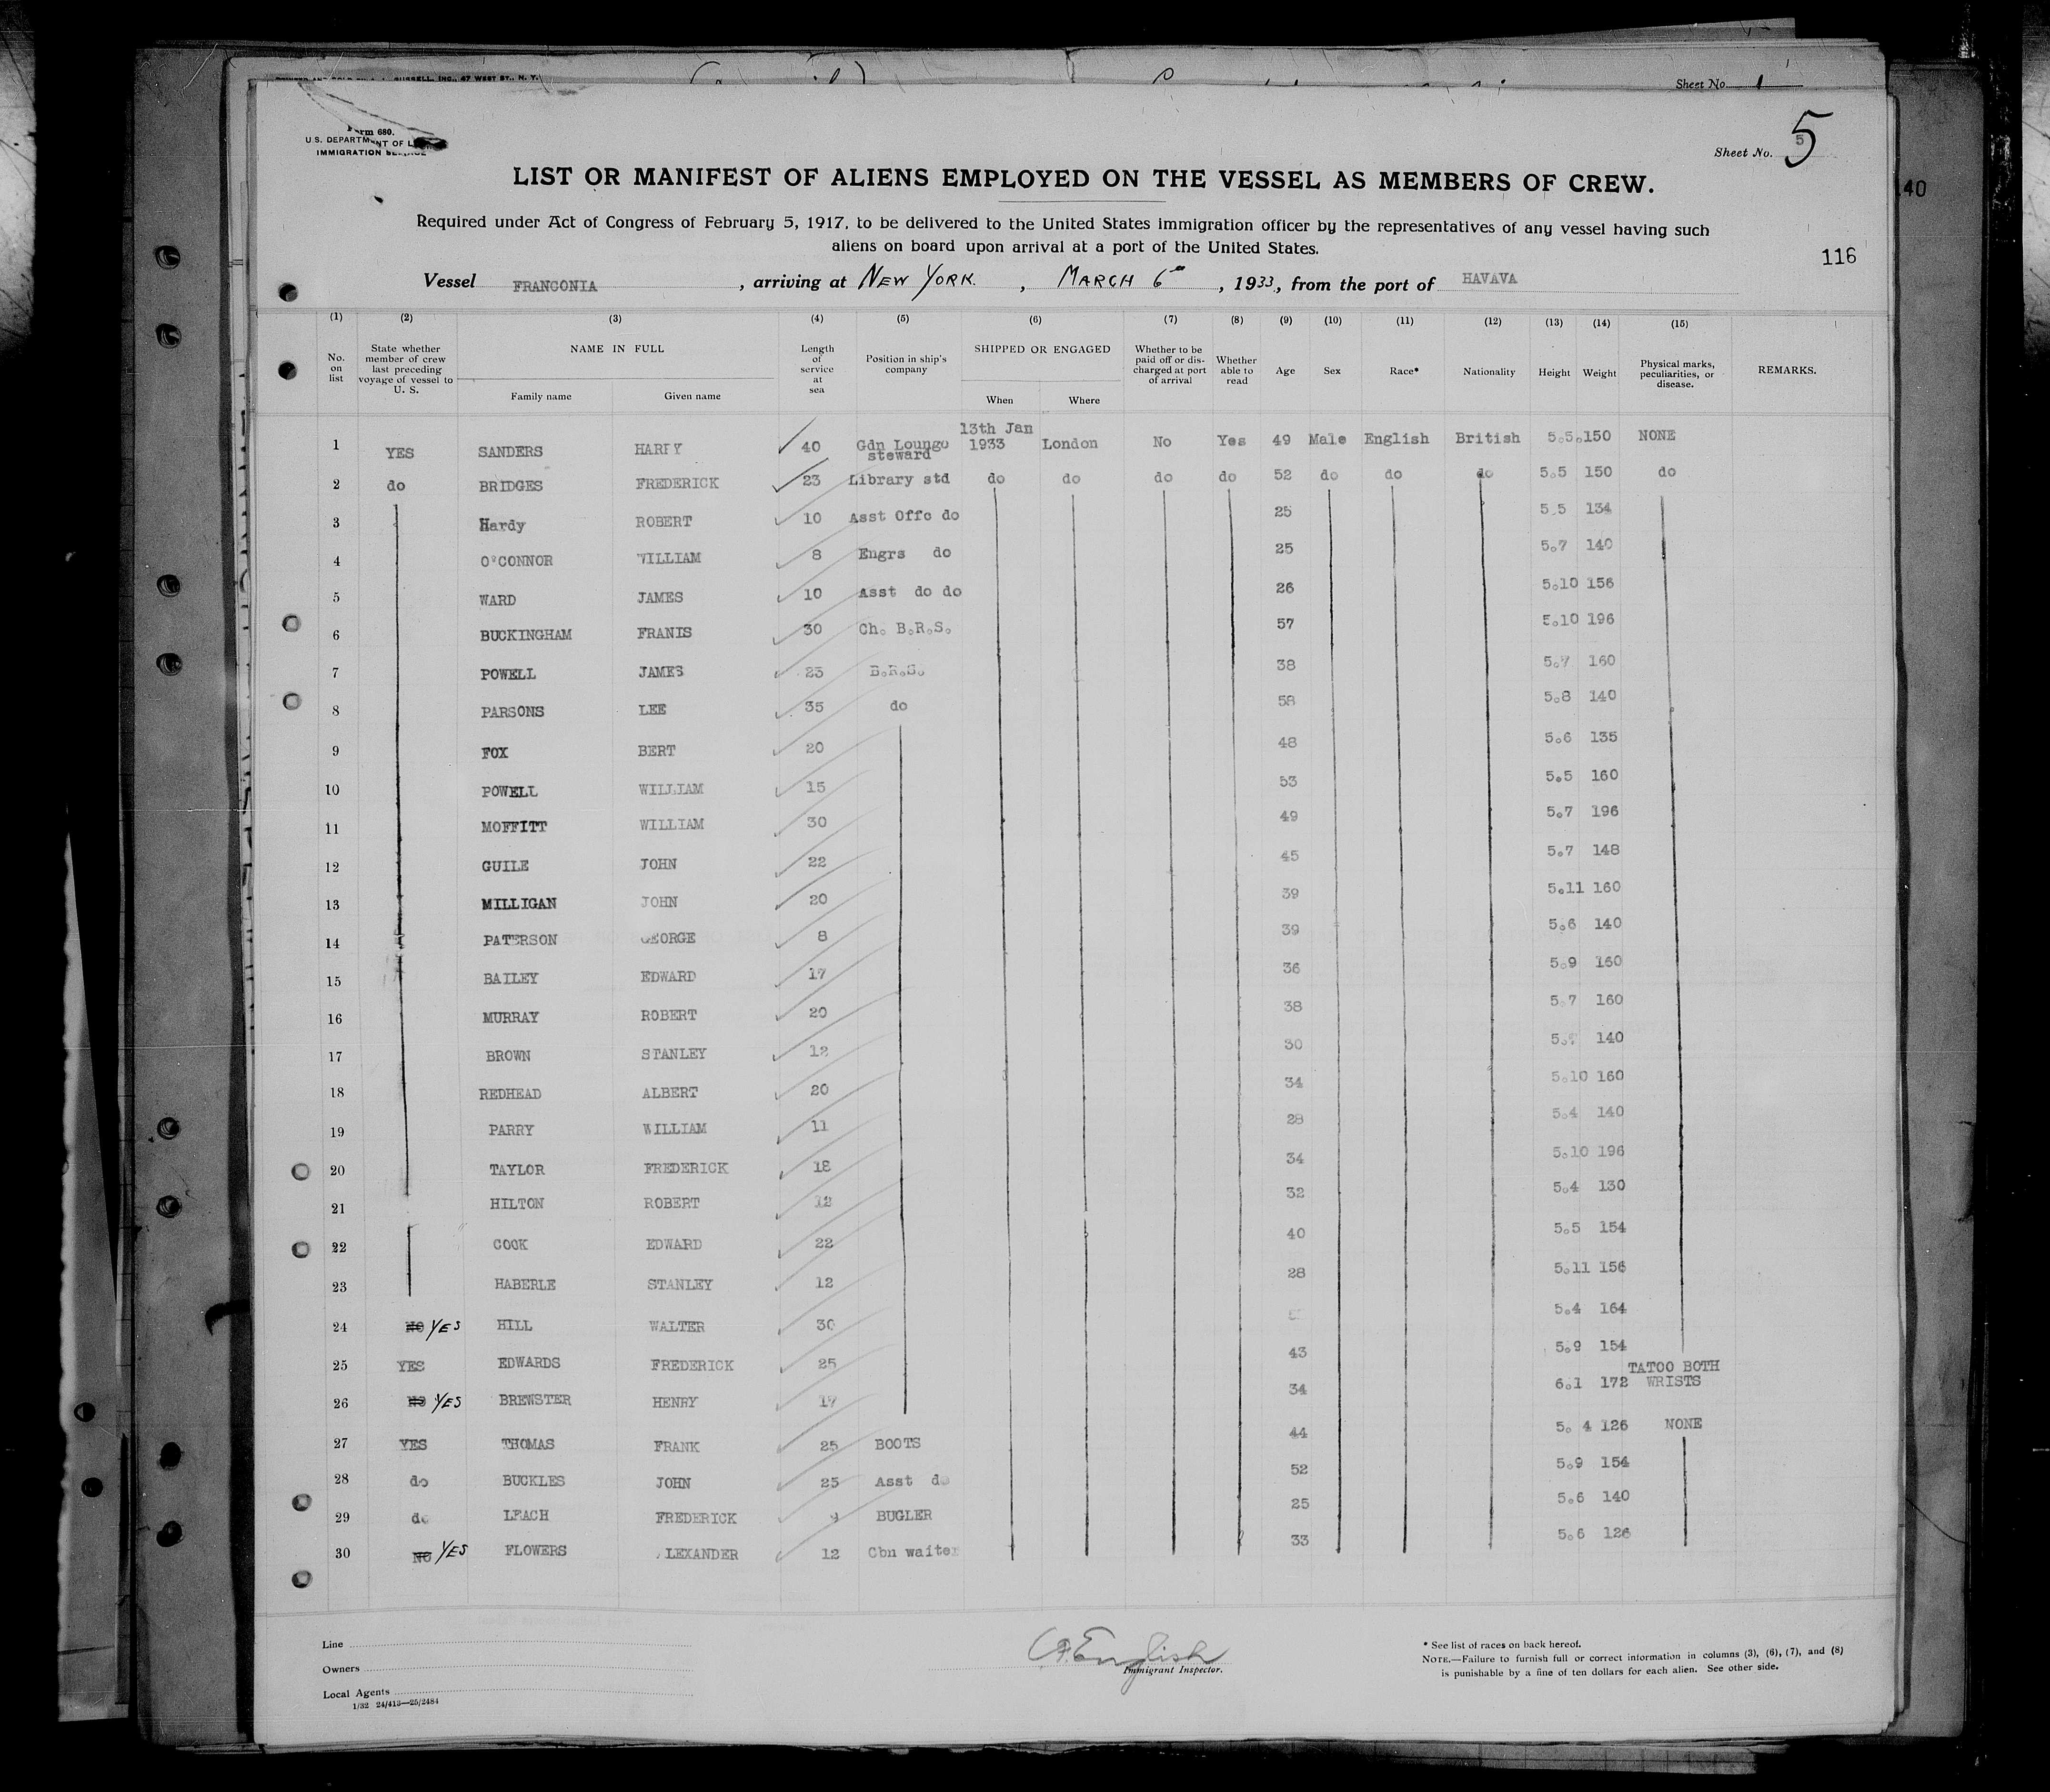 RUSSELL, INC., 47 WEST ST., N. Y.
Sheet No. 1
Form 680.
U.S. DEPARTMENT OF
IMMIGRATION SERVICE
5
Sheet No. 5
LIST OR MANIFEST OF ALIENS EMPLOYED ON THE VESSEL AS MEMBERS OF CREW.
40
Required under Act of Congress of February 5, 1917, to be delivered to the United States immigration officer by the representatives of any vessel having such
aliens on board upon arrival at a port of the United States.
116
Vessel FRANCONIA, arriving at NEW YORK, MARCH 6th, 1933, from the port of HAVAVA
(1) (2) (3) (4) (5) (6) (7) (8) (9) (10) (11) (12) (13) (14) (15)
No. on list State whether member of crew last preceding voyage of vessel to U. S. NAME IN FULL Family name Given name Length of service at sea Position in ship's company SHIPPED OR ENGAGED When Where Whether to be paid off or discharged at port of arrival Whether able to read Age Sex Race* Nationality Height Weight Physical marks, peculiarities, or disease. REMARKS.
1 YES SANDERS HARRY 40 Gdn Lounge steward 13th Jan 1933 London No Yes 49 Male English British 5.5. 150 NONE
2 do BRIDGES FREDERICK 23 Library std do do do do 52 do do do 5.5 150 do
3 Hardy ROBERT 10 Asst Offc do 25 5.5 134
4 O'CONNOR WILLIAM 8 Engrs do 25 5.7 140
5 WARD JAMES 10 Asst do do 26 5.10 156
6 BUCKINGHAM FRANIS 30 Ch. B.R.S. 57 5.10 196
7 POWELL JAMES 23 B.R.S. 38 5.7 160
8 PARSONS LEE 35 do 58 5.8 140
9 FOX BERT 20 48 5.6 135
10 POWELL WILLIAM 15 53 5.5 160
11 MOFFITT WILLIAM 30 49 5.7 196
12 GUILE JOHN 22 45 5.7 148
13 MILLIGAN JOHN 20 39 5.11 160
14 PATERSON GEORGE 8 39 5.6 140
15 BAILEY EDWARD 17 36 5.9 160
16 MURRAY ROBERT 20 38 5.7 160
17 BROWN STANLEY 12 30 140
18 REDHEAD ALBERT 20 34 5.10 160
19 PARRY WILLIAM 11 28 5.4 140
20 TAYLOR FREDERICK 18 34 5.10 196
21 HILTON ROBERT 12 32 5.4 130
22 COOK EDWARD 22 40 5.5 154
23 HABERLE STANLEY 12 28 5.11 156
24 NO YES HILL WALTER 30 5.4 164
25 YES EDWARDS FREDERICK 25 43 5.9 154
26 NO YES BREWSTER HENRY 17 34 6.1 172 TATOO BOTH WRISTS
27 YES THOMAS FRANK 25 BOOTS 44 5. 4 126 NONE
28 do BUCKLES JOHN 25 Asst do 52 5.9 154
29 do LEACH FREDERICK 9 BUGLER 25 5.6 140
30 NO YES FLOWERS ALEXANDER 12 Cbn waiter 33 5.6 126
Line
Owners
Local Agents
1/32 24/413—25/2484
C.F. English
Immigrant Inspector.
* See list of races on back hereof.
NOTE.—Failure to furnish full or correct information in columns (3), (6), (7), and (8)
is punishable by a fine of ten dollars for each alien. See other side.